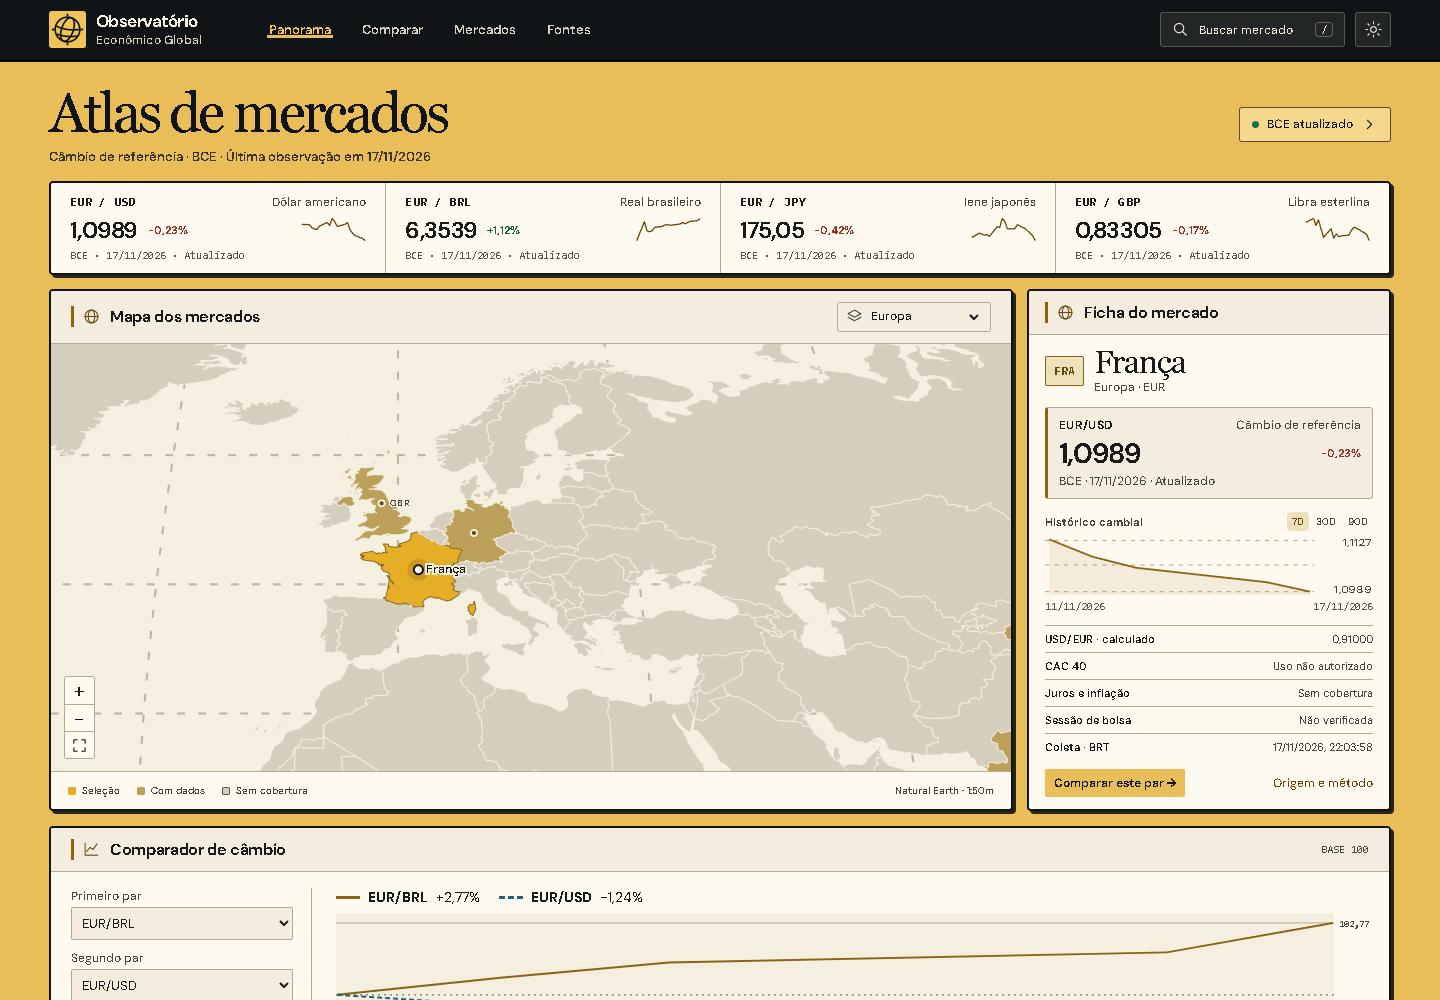 Observatório
Econômico Global
Panorama
Comparar
Mercados
Fontes
Buscar mercado
/
Atlas de mercados
Câmbio de referência · BCE · Última observação em 17/11/2026
BCE atualizado
EUR / USD
Dólar americano
1,0989
-0,23%
BCE · 17/11/2026 · Atualizado
EUR / BRL
Real brasileiro
6,3539
+1,12%
BCE · 17/11/2026 · Atualizado
EUR / JPY
Iene japonês
175,05
-0,42%
BCE · 17/11/2026 · Atualizado
EUR / GBP
Libra esterlina
0,83305
-0,17%
BCE · 17/11/2026 · Atualizado
Mapa dos mercados
Europa
GBR
França
+
−
Seleção
Com dados
Sem cobertura
Natural Earth · 1:50m
Ficha do mercado
FRA
França
Europa · EUR
EUR/USD
Câmbio de referência
1,0989
-0,23%
BCE · 17/11/2026 · Atualizado
Histórico cambial
7D
30D
90D
1,1127
1,0989
11/11/2026
17/11/2026
USD/EUR · calculado
0,91000
CAC 40
Uso não autorizado
Juros e inflação
Sem cobertura
Sessão de bolsa
Não verificada
Coleta · BRT
17/11/2026, 22:03:58
Comparar este par →
Origem e método
Comparador de câmbio
BASE 100
Primeiro par
EUR/BRL
Segundo par
EUR/USD
EUR/BRL +2,77%
EUR/USD -1,24%
102,77